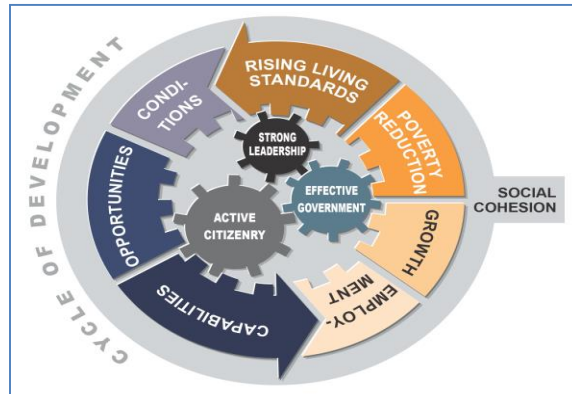 CYCLE OF DEVELOPMENT
RISING LIVING
STANDARDS
POVERTY
REDUCTION
GROWTH
EMPLOY-
MENT
CAPABILITIES
OPPORTUNITIES
CONDI-
TIONS
STRONG
LEADERSHIP
EFFECTIVE
GOVERNMENT
ACTIVE
CITIZENRY
SOCIAL
COHESION